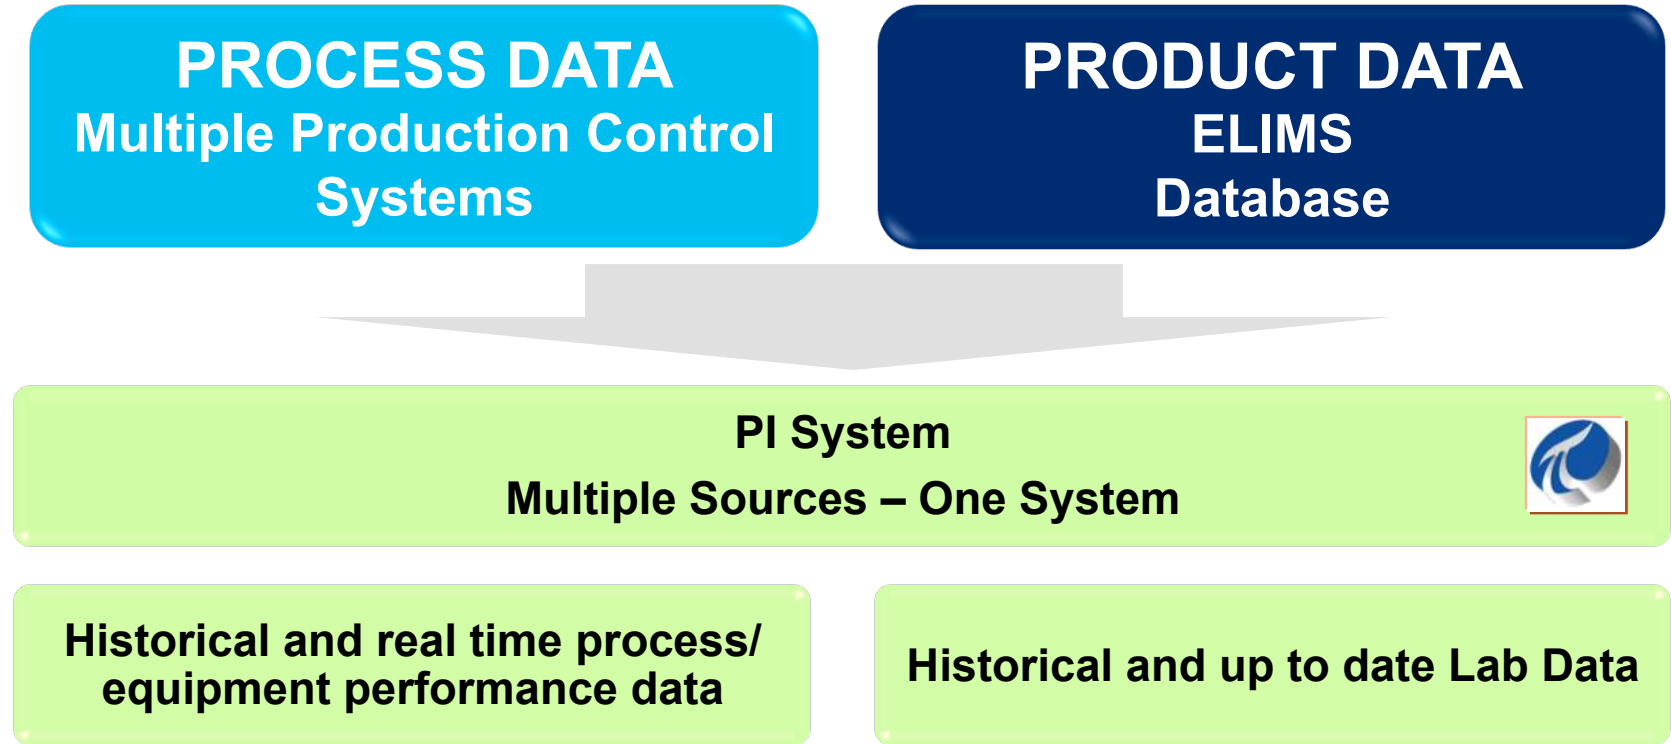 PROCESS DATA
Multiple Production Control
Systems
PRODUCT DATA
ELIMS
Database
PI System
Multiple Sources – One System
Historical and real time process/
equipment performance data
Historical and up to date Lab Data